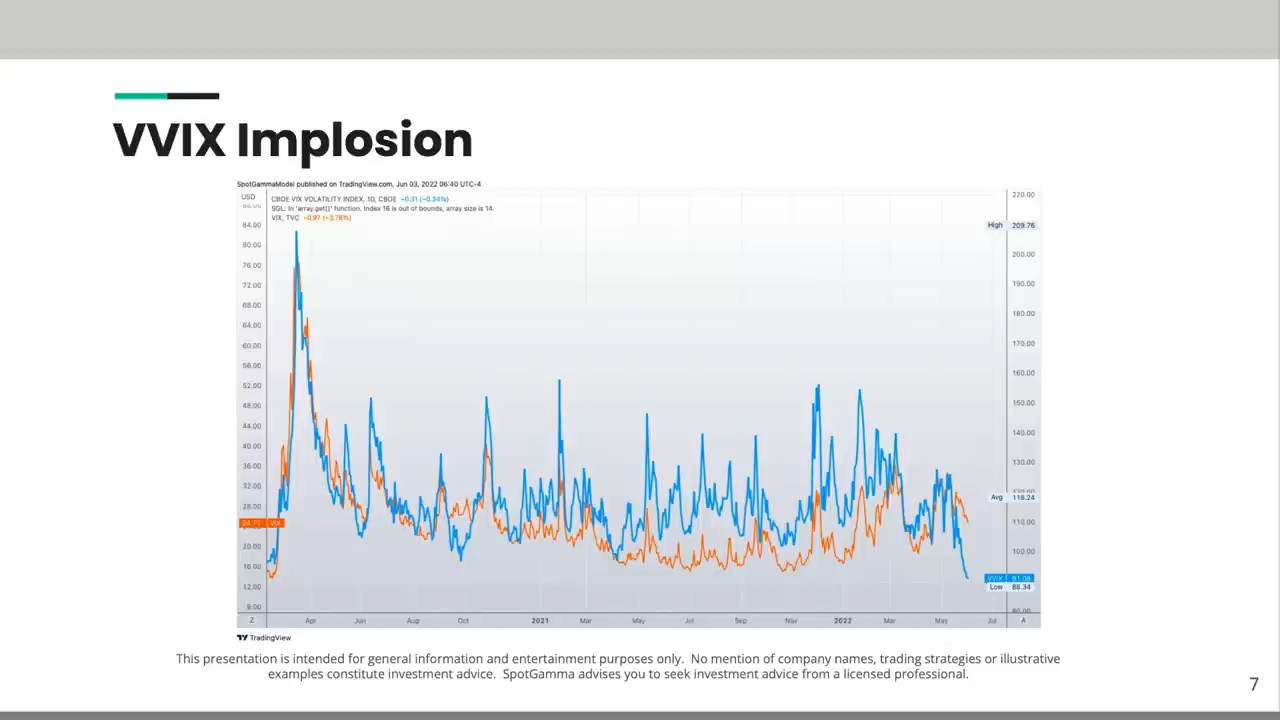 VVIX Implosion
SpotGammaModel published on TradingView.com, Jun 03, 2022 06:40 UTC-4
USD
CBOE VIX VOLATILITY INDEX, 1D, CBOE −0.31 (−0.34%)
SGL: In 'array.get()' function. Index 16 is out of bounds, array size is 14.
VIX, TVC −0.97 (−3.78%)
84.00
80.00
76.00
72.00
68.00
64.00
60.00
56.00
52.00
48.00
44.00
40.00
36.00
32.00
28.00
VIX
20.00
16.00
12.00
9.00
220.00
High 209.76
200.00
190.00
180.00
170.00
160.00
150.00
140.00
130.00
120.00
Avg 118.24
110.00
100.00
VVIX 91.08
Low 88.34
80.00
Z
Apr Jun Aug Oct 2021 Mar May Jul Sep Nov 2022 Mar May Jul
A
TradingView
This presentation is intended for general information and entertainment purposes only. No mention of company names, trading strategies or illustrative
examples constitute investment advice. SpotGamma advises you to seek investment advice from a licensed professional.
7